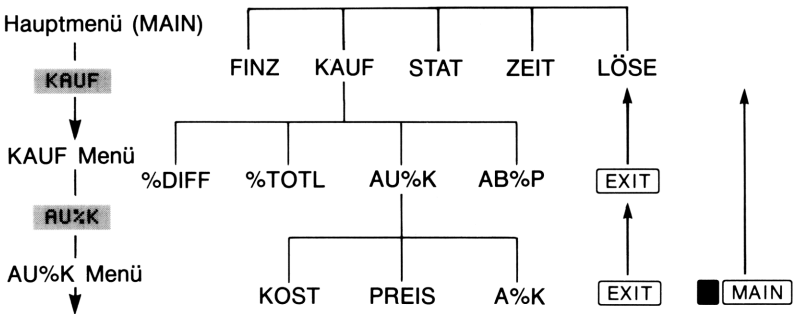 Hauptmenü (MAIN)
FINZ KAUF STAT ZEIT LÖSE
KAUF
KAUF Menü
%DIFF %TOTL AU%K AB%P EXIT
AU%K
AU%K Menü
KOST PREIS A%K EXIT MAIN